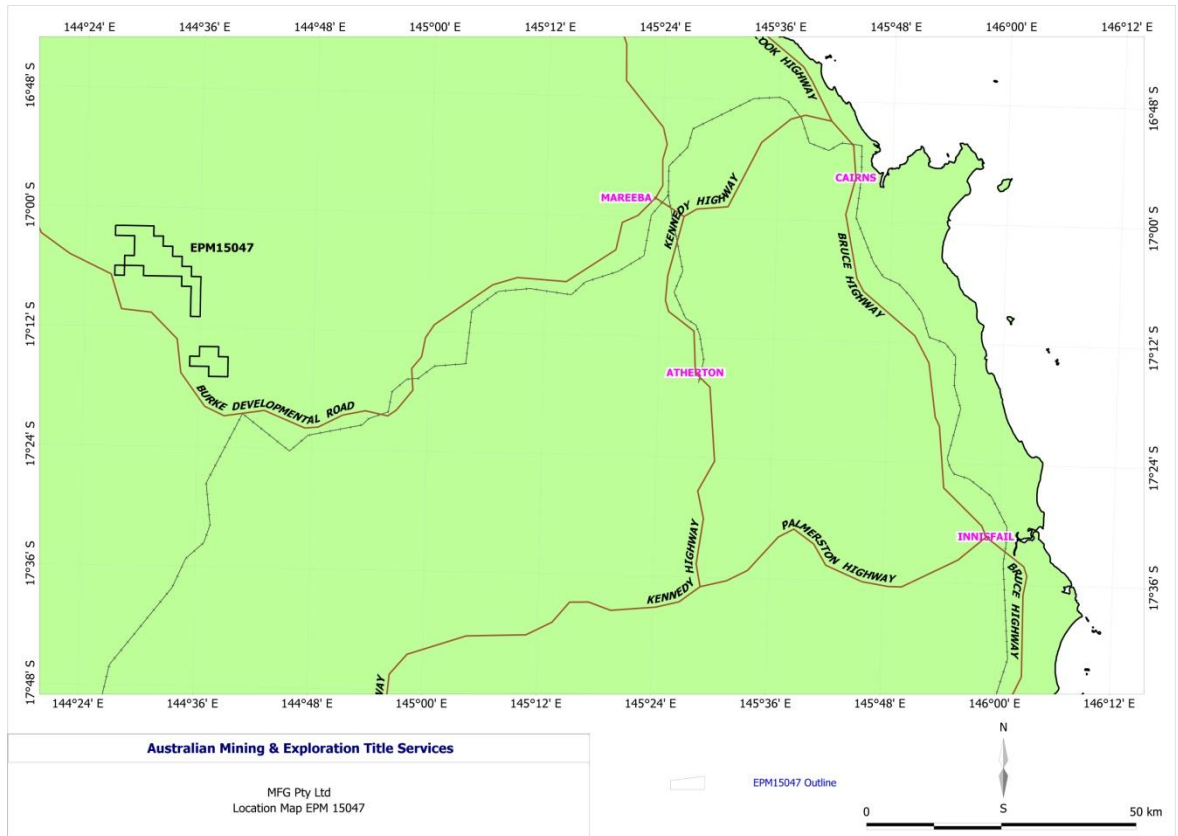 144°24' E 144°36' E 144°48' E 145°00' E 145°12' E 145°24' E 145°36' E 145°48' E 146°00' E 146°12' E
OOK HIGHWAY
16°48' S
16°48' S
CAIRNS
MAREEBA
KENNEDY HIGHWAY
17°00' S
17°00' S
EPM15047
BRUCE HIGHWAY
17°12' S
17°12' S
ATHERTON
BURKE DEVELOPMENTAL ROAD
17°24' S
17°24' S
INNISFAIL
PALMERSTON HIGHWAY
KENNEDY HIGHWAY
17°36' S
17°36' S
BRUCE HIGHWAY
WAY
17°48' S
144°24' E 144°36' E 144°48' E 145°00' E 145°12' E 145°24' E 145°36' E 145°48' E 146°00' E 146°12' E
Australian Mining & Exploration Title Services
MFG Pty Ltd
Location Map EPM 15047
EPM15047 Outline
N
S
0 50 km